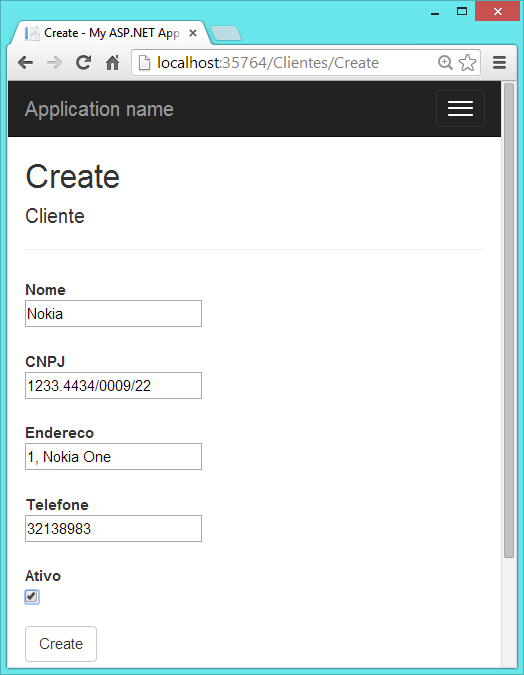 Create - My ASP.NET App
localhost:35764/Clientes/Create
Application name
Create
Cliente
Nome
Nokia
CNPJ
1233.4434/0009/22
Endereco
1, Nokia One
Telefone
32138983
Ativo
Create